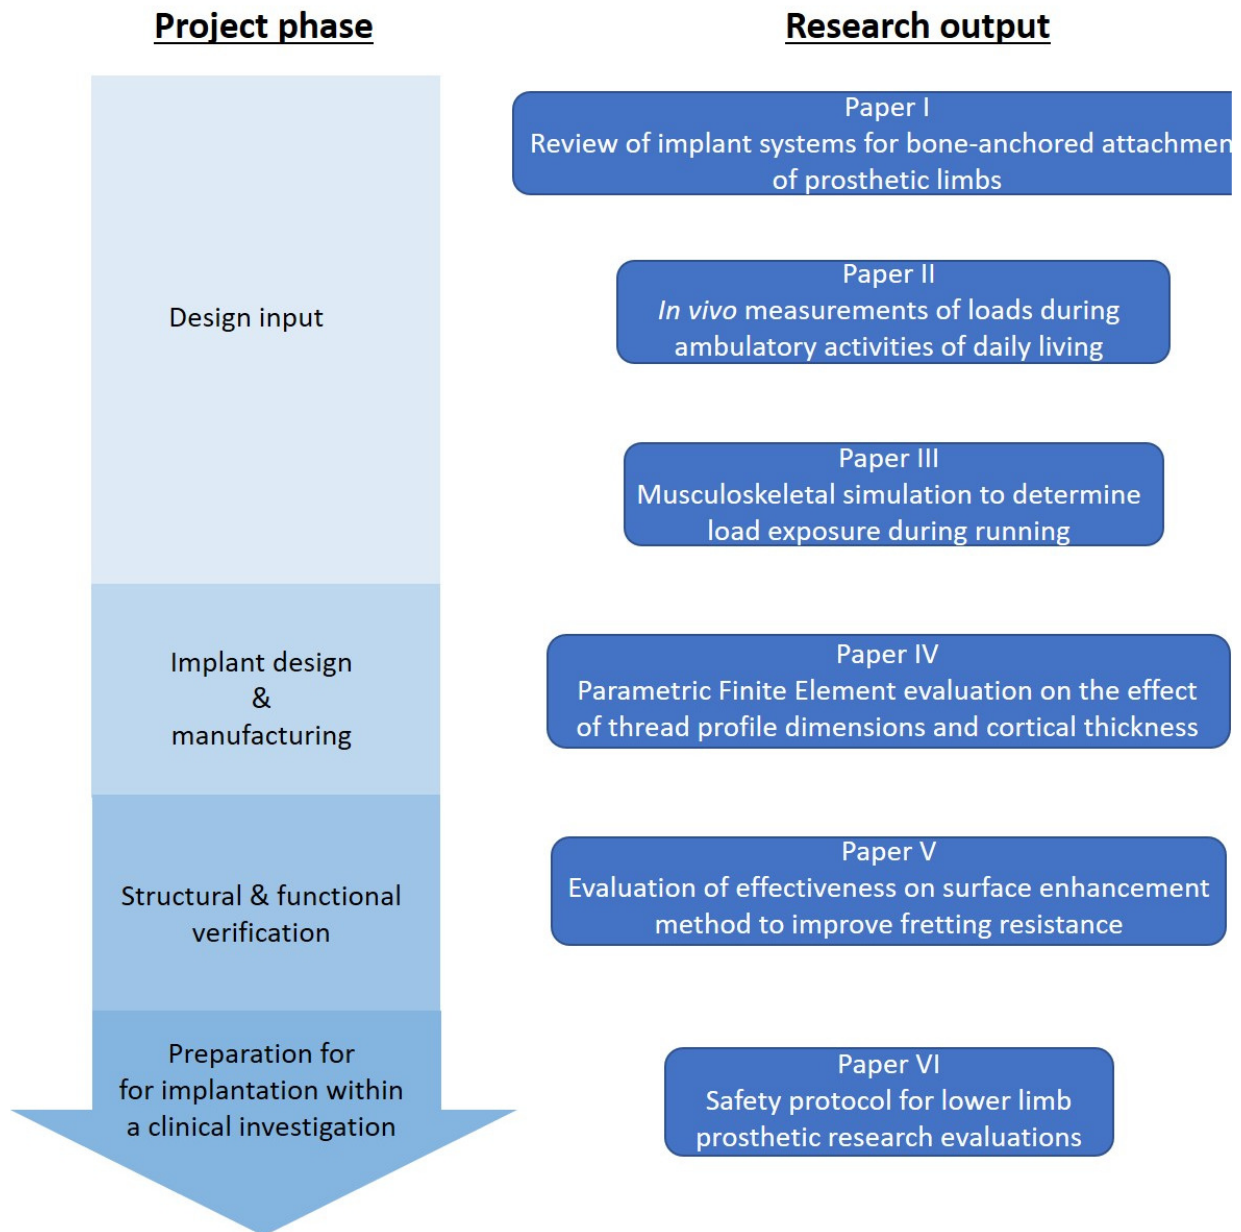 Project phase
Research output
Design input
Paper I
Review of implant systems for bone-anchored attachmen
of prosthetic limbs
Paper II
In vivo measurements of loads during
ambulatory activities of daily living
Paper III
Musculoskeletal simulation to determine
load exposure during running
Implant design
&
manufacturing
Paper IV
Parametric Finite Element evaluation on the effect
of thread profile dimensions and cortical thickness
Structural & functional
verification
Paper V
Evaluation of effectiveness on surface enhancement
method to improve fretting resistance
Preparation for
for implantation within
a clinical investigation
Paper VI
Safety protocol for lower limb
prosthetic research evaluations